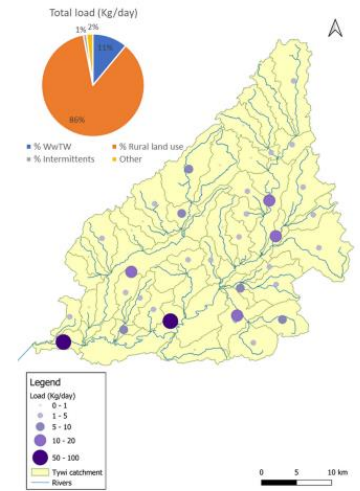 Total load (Kg/day)
1% 2%
11%
86%
% WwTW % Rural land use
% Intermittents Other
Legend
Load (Kg/day)
0 - 1
1 - 5
5 - 10
10 - 20
50 - 100
Tywi catchment
Rivers
0 5 10 km